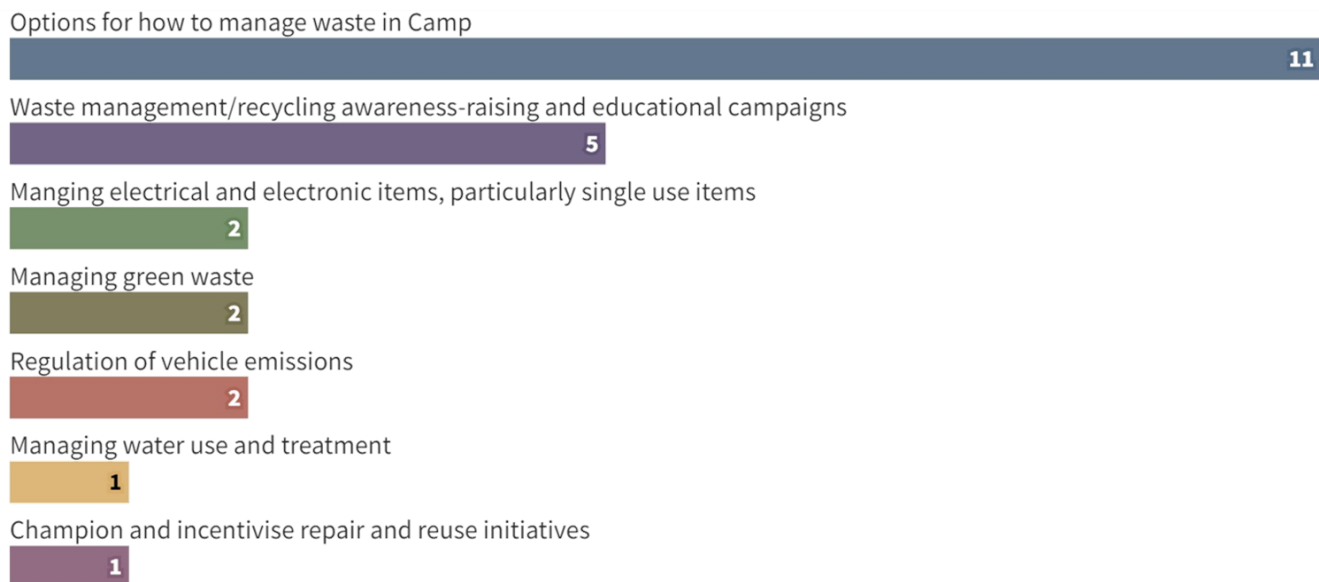 Options for how to manage waste in Camp
11
Waste management/recycling awareness-raising and educational campaigns
5
Manging electrical and electronic items, particularly single use items
2
Managing green waste
2
Regulation of vehicle emissions
2
Managing water use and treatment
1
Champion and incentivise repair and reuse initiatives
1